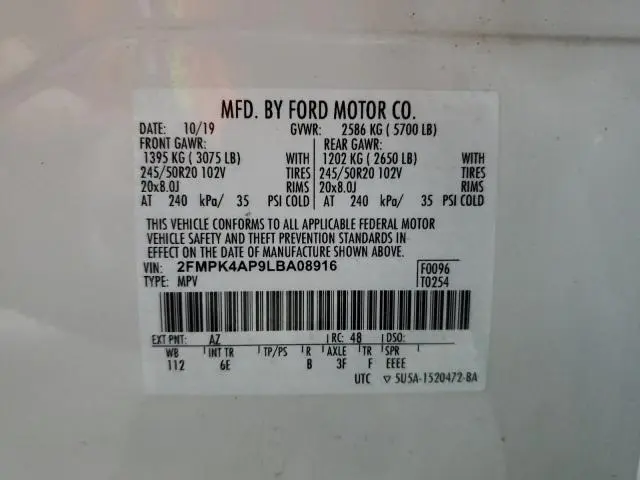 MFD. BY FORD MOTOR CO.
DATE: 10/19 GVWR: 2586 KG ( 5700 LB)
FRONT GAWR: REAR GAWR:
1395 KG ( 3075 LB) WITH 1202 KG ( 2650 LB) WITH
245/50R20 102V TIRES 245/50R20 102V TIRES
20x8.0J RIMS 20x8.0J RIMS
AT 240 kPa/ 35 PSI COLD AT 240 kPa/ 35 PSI COLD
THIS VEHICLE CONFORMS TO ALL APPLICABLE FEDERAL MOTOR
VEHICLE SAFETY AND THEFT PREVENTION STANDARDS IN
EFFECT ON THE DATE OF MANUFACTURE SHOWN ABOVE.
VIN: 2FMPK4AP9LBA08916 F0096
TYPE: MPV T0254
EXT PNT: AZ RC: 48 DSO:
WB INT TR TP/PS R AXLE TR SPR
112 6E B 3F F EEEE
UTC ▽ 5U5A-1520472-BA